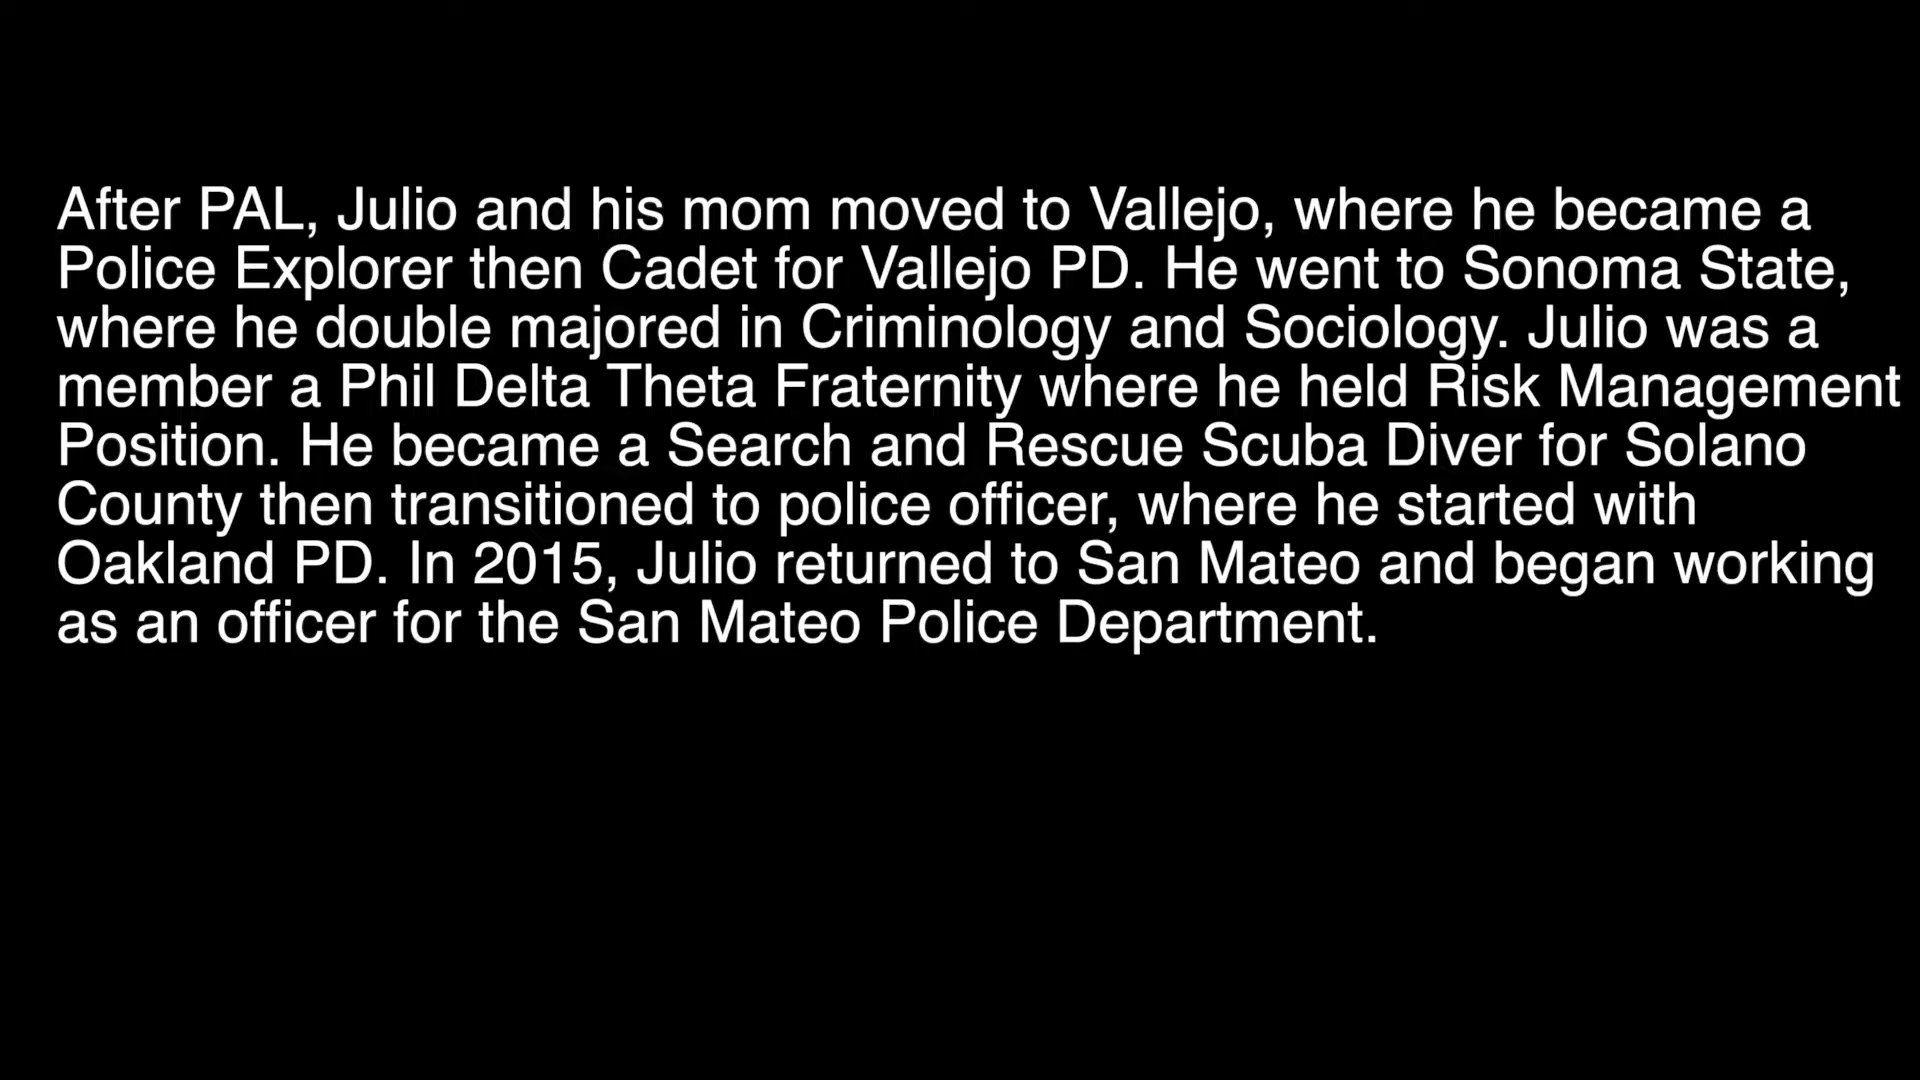 After PAL, Julio and his mom moved to Vallejo, where he became a
Police Explorer then Cadet for Vallejo PD. He went to Sonoma State,
where he double majored in Criminology and Sociology. Julio was a
member a Phil Delta Theta Fraternity where he held Risk Management
Position. He became a Search and Rescue Scuba Diver for Solano
County then transitioned to police officer, where he started with
Oakland PD. In 2015, Julio returned to San Mateo and began working
as an officer for the San Mateo Police Department.